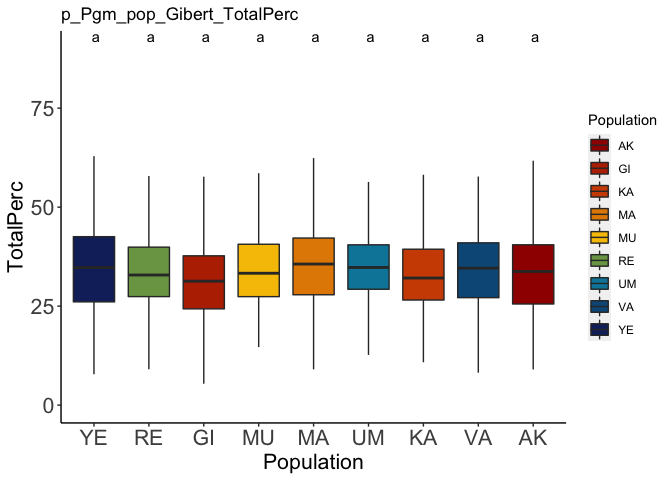 p_Pgm_pop_Gibert_TotalPerc
a a a a a a a a a
TotalPerc
75
50
25
0
YE RE GI MU MA UM KA VA AK
Population
Population
AK
GI
KA
MA
MU
RE
UM
VA
YE